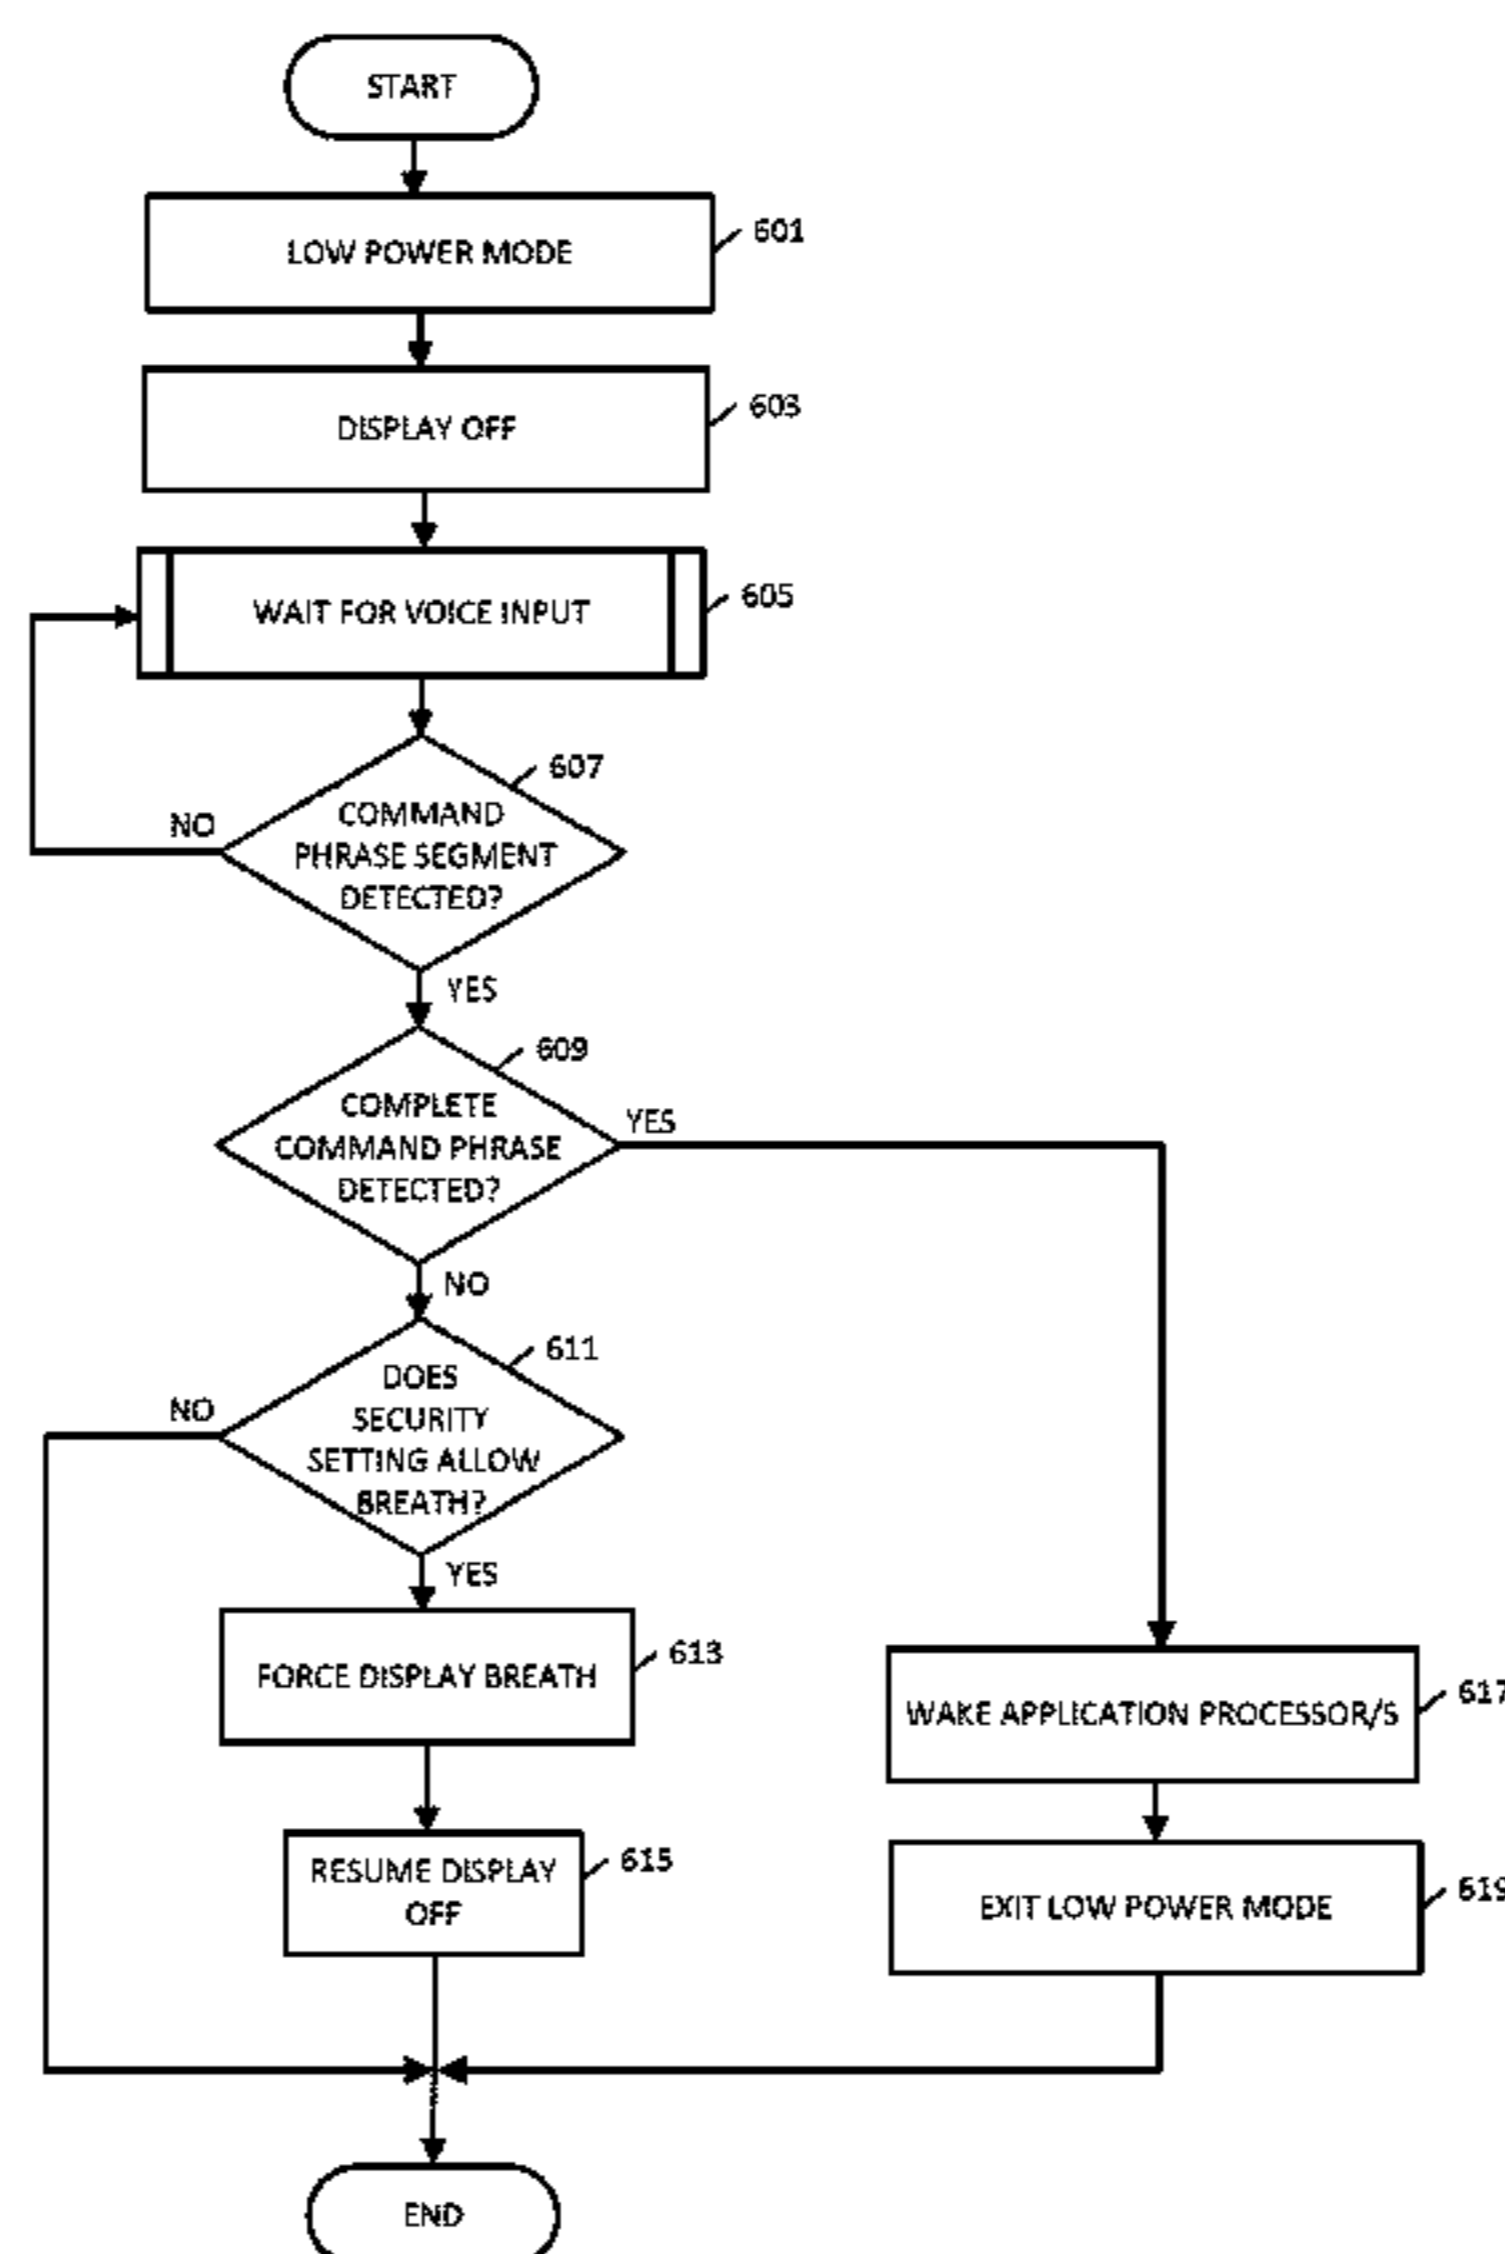 START
LOW POWER MODE
601
DISPLAY OFF
603
WAIT FOR VOICE INPUT
605
607
COMMAND
PHRASE SEGMENT
DETECTED?
NO
YES
609
COMPLETE
COMMAND PHRASE
DETECTED?
YES
NO
611
DOES
SECURITY
SETTING ALLOW
BREATH?
NO
YES
FORCE DISPLAY BREATH
613
WAKE APPLICATION PROCESSOR/S
617
RESUME DISPLAY
OFF
615
EXIT LOW POWER MODE
619
END